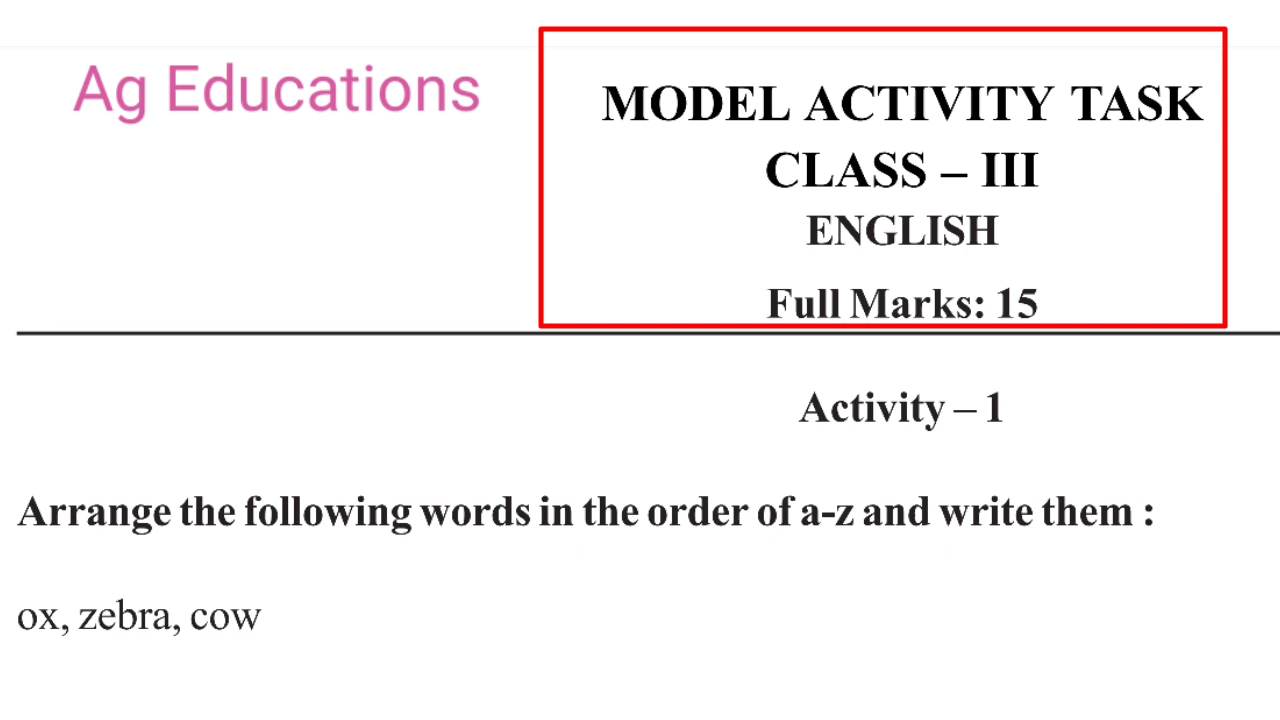 Ag Educations
MODEL ACTIVITY TASK
CLASS – III
ENGLISH
Full Marks: 15
Activity – 1
Arrange the following words in the order of a-z and write them :
ox, zebra, cow